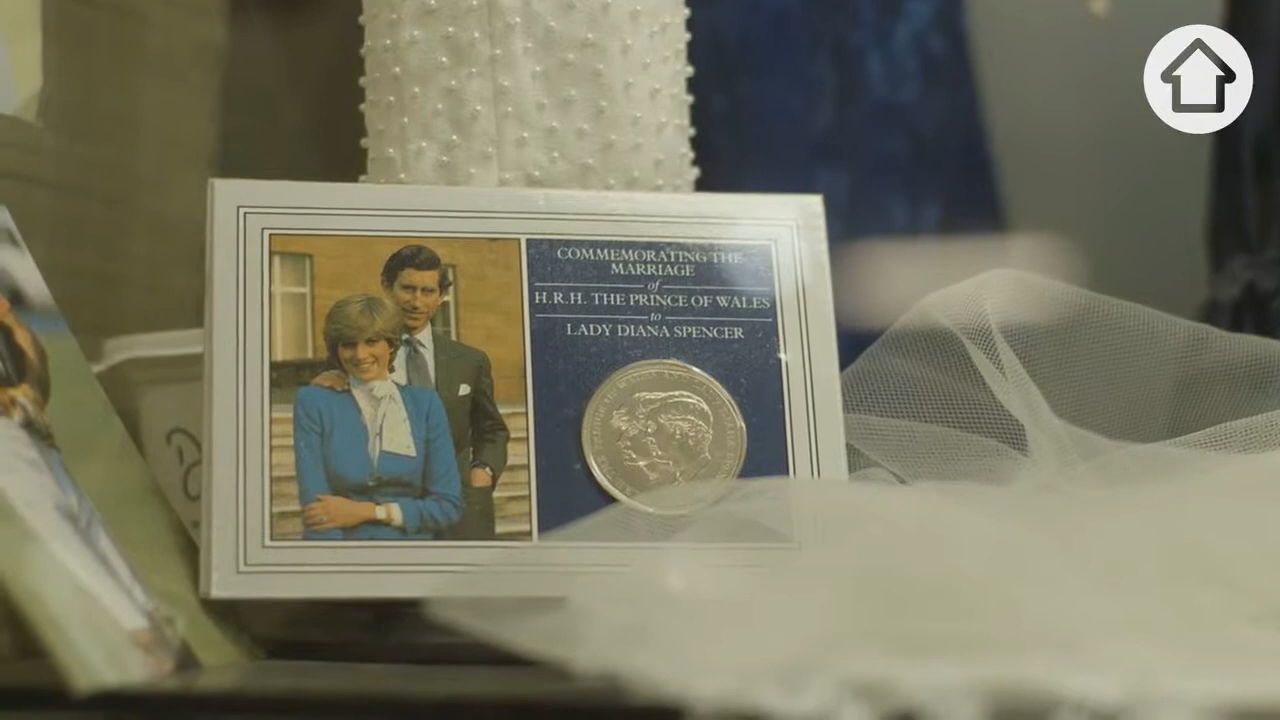 COMMEMORATING THE
MARRIAGE
of
H.R.H. THE PRINCE OF WALES
to
LADY DIANA SPENCER